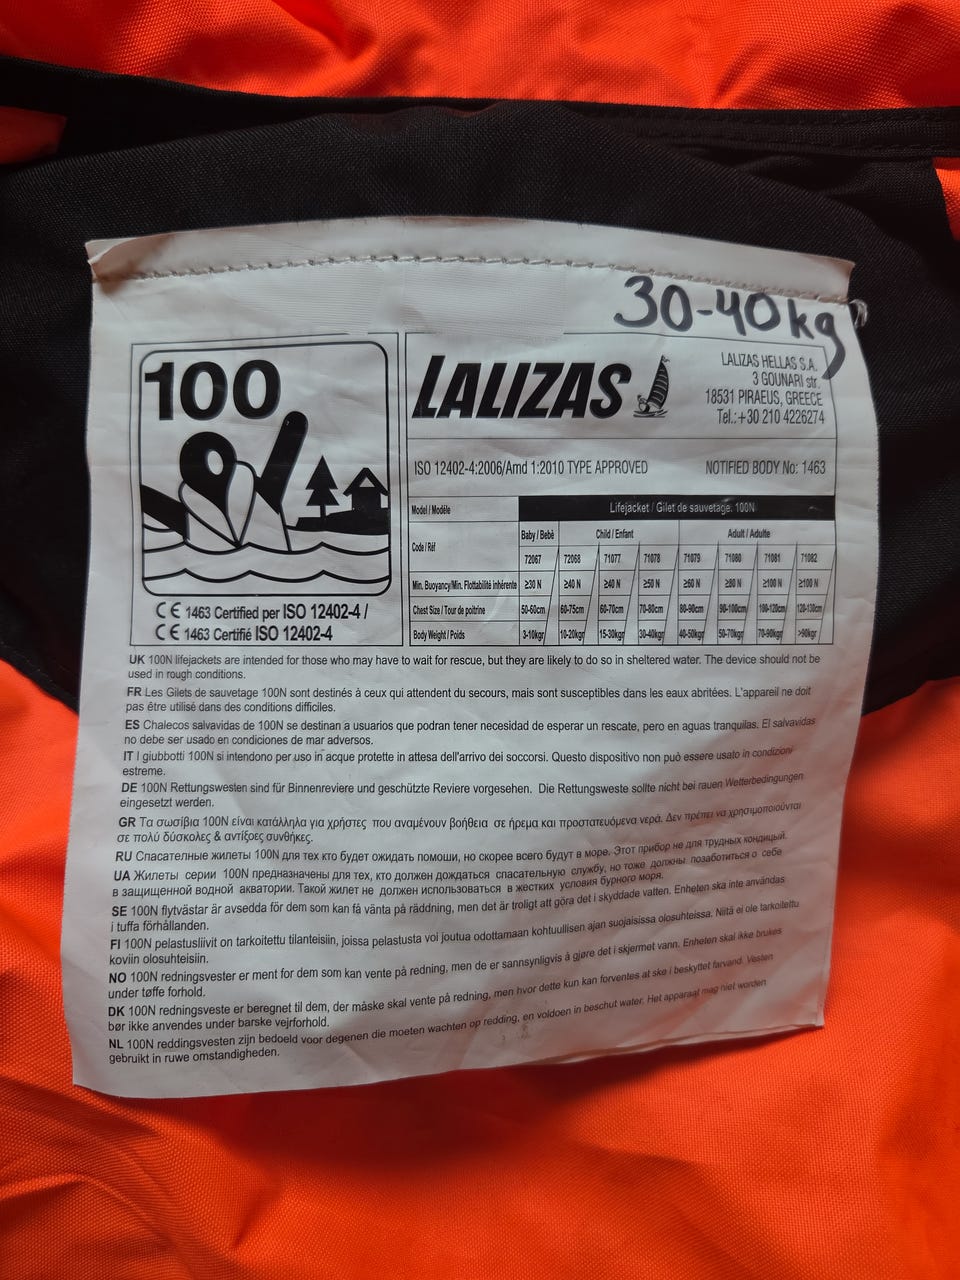 30-40kg
100
LALIZAS
LALIZAS HELLAS S.A.
3 GOUNARI str.
18531 PIRAEUS, GREECE
Tel.:+30 210 4226274
ISO 12402-4:2006/Amd 1:2010 TYPE APPROVED NOTIFIED BODY No: 1463
Model / Modéle Lifejacket / Gilet de sauvetage. 100N
Code / Réf Baby / Bebè Child / Enfant Adult / Adulte
72067 72068 71077 71078 71079 71080 71081 71082
Min. Buoyancy/Min. Flottabilité inhérente ≥30 N ≥40 N ≥40 N ≥50 N ≥60 N ≥80 N ≥100 N ≥100 N
Chest Size / Tour de poitrine 50-60cm 60-75cm 60-70cm 70-80cm 80-90cm 90-100cm 100-120cm 120-130cm
Body Weight / Poids 3-10kgr 10-20kgr 15-30kgr 30-40kgr 40-50kgr 50-70kgr 70-90kgr >90kgr
CE 1463 Certified per ISO 12402-4 /
CE 1463 Certifié ISO 12402-4
UK 100N lifejackets are intended for those who may have to wait for rescue, but they are likely to do so in sheltered water. The device should not be
used in rough conditions.
FR Les Gilets de sauvetage 100N sont destinés à ceux qui attendent du secours, mais sont susceptibles dans les eaux abritées. L'appareil ne doit
pas être utilisé dans des conditions difficiles.
ES Chalecos salvavidas de 100N se destinan a usuarios que podran tener necesidad de esperar un rescate, pero en aguas tranquilas. El salvavidas
no debe ser usado en condiciones de mar adversos.
IT I giubbotti 100N si intendono per uso in acque protette in attesa dell'arrivo dei soccorsi. Questo dispositivo non può essere usato in condizioni
estreme.
DE 100N Rettungswesten sind für Binnenreviere und geschützte Reviere vorgesehen. Die Rettungsweste sollte nicht bei rauen Wetterbedingungen
eingesetzt werden.
GR Τα σωσίβια 100N είναι κατάλληλα για χρήστες που αναμένουν βοήθεια σε ήρεμα και προστατευόμενα νερά. Δεν πρέπει να χρησιμοποιούνται
σε πολύ δύσκολες & αντίξοες συνθήκες.
RU Спасательные жилеты 100N для тех кто будет ожидать помоши, но скорее всего будут в море. Этот прибор не для трудных кондиций.
UA Жилеты серии 100N предназначены для тех, кто должен дождаться спасательную службу, но тоже должны позаботиться о себе
в защищенной водной акватории. Такой жилет не должен использоваться в жестких условия бурного моря.
SE 100N flytvästar är avsedda för dem som kan få vänta på räddning, men det är troligt att göra det i skyddade vatten. Enheten ska inte användas
i tuffa förhållanden.
FI 100N pelastusliivit on tarkoitettu tilanteisiin, joissa pelastusta voi joutua odottamaan kohtuullisen ajan suojaisissa olosuhteissa. Niitä ei ole tarkoitettu
koviin olosuhteisiin.
NO 100N redningsvester er ment for dem som kan vente på redning, men de er sannsynligvis å gjøre det i skjermet vann. Enheten skal ikke brukes
under tøffe forhold.
DK 100N redningsveste er beregnet til dem, der måske skal vente på redning, men hvor dette kun kan forventes at ske i beskyttet farvand. Vesten
bør ikke anvendes under barske vejrforhold.
NL 100N reddingsvesten zijn bedoeld voor degenen die moeten wachten op redding, en voldoen in beschut water. Het apparaat mag niet worden
gebruikt in ruwe omstandigheden.